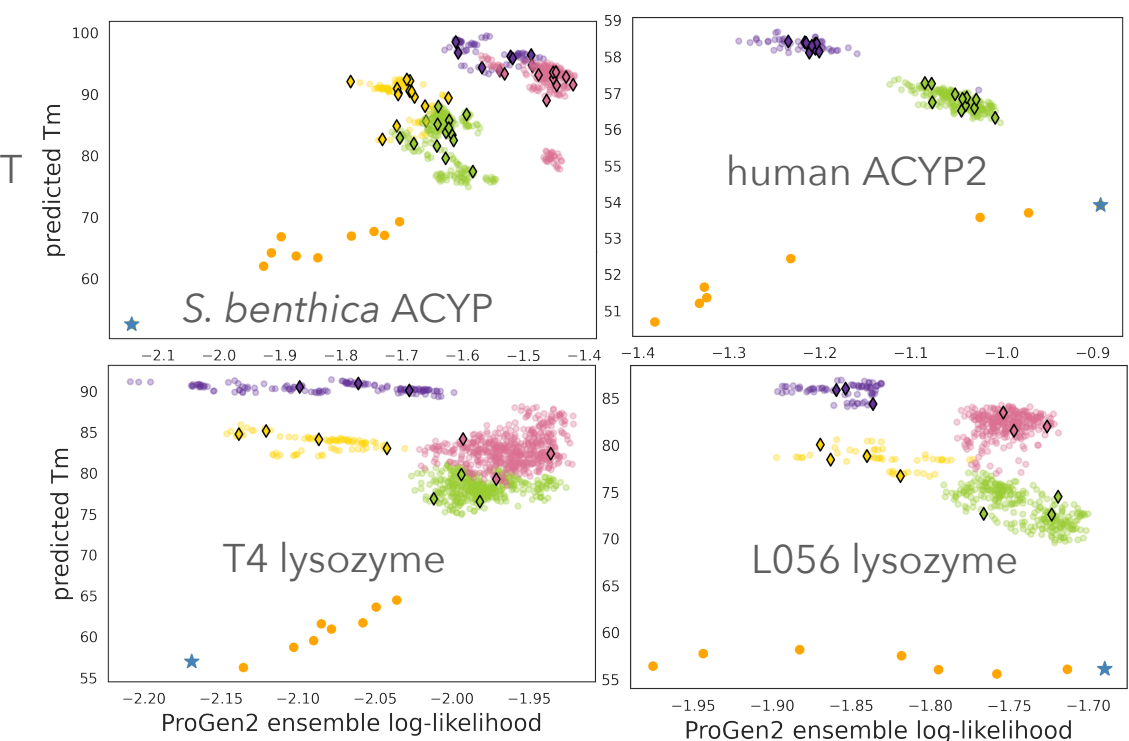 T
predicted Tm
100
90
80
70
60
S. benthica ACYP
−2.1 −2.0 −1.9 −1.8 −1.7 −1.6 −1.5 −1.4
59
58
57
56
55
54
53
52
51
human ACYP2
−1.4 −1.3 −1.2 −1.1 −1.0 −0.9
predicted Tm
90
85
80
75
70
65
60
55
T4 lysozyme
−2.20 −2.15 −2.10 −2.05 −2.00 −1.95
ProGen2 ensemble log-likelihood
85
80
75
70
65
60
55
L056 lysozyme
−1.95 −1.90 −1.85 −1.80 −1.75 −1.70
ProGen2 ensemble log-likelihood